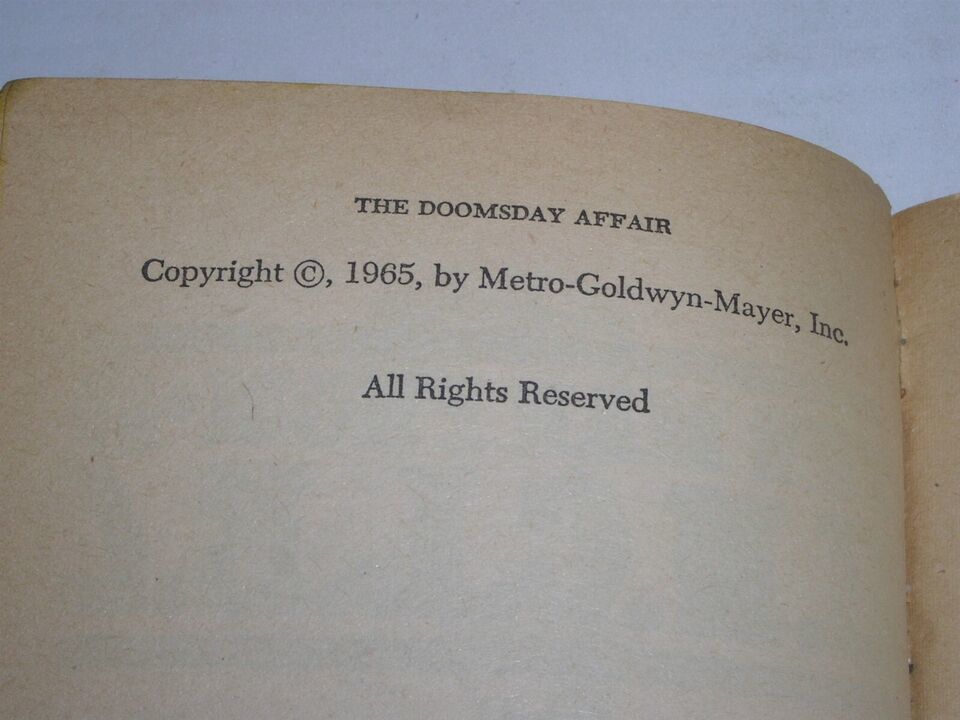 THE DOOMSDAY AFFAIR
Copyright ©, 1965, by Metro-Goldwyn-Mayer, Inc.
All Rights Reserved